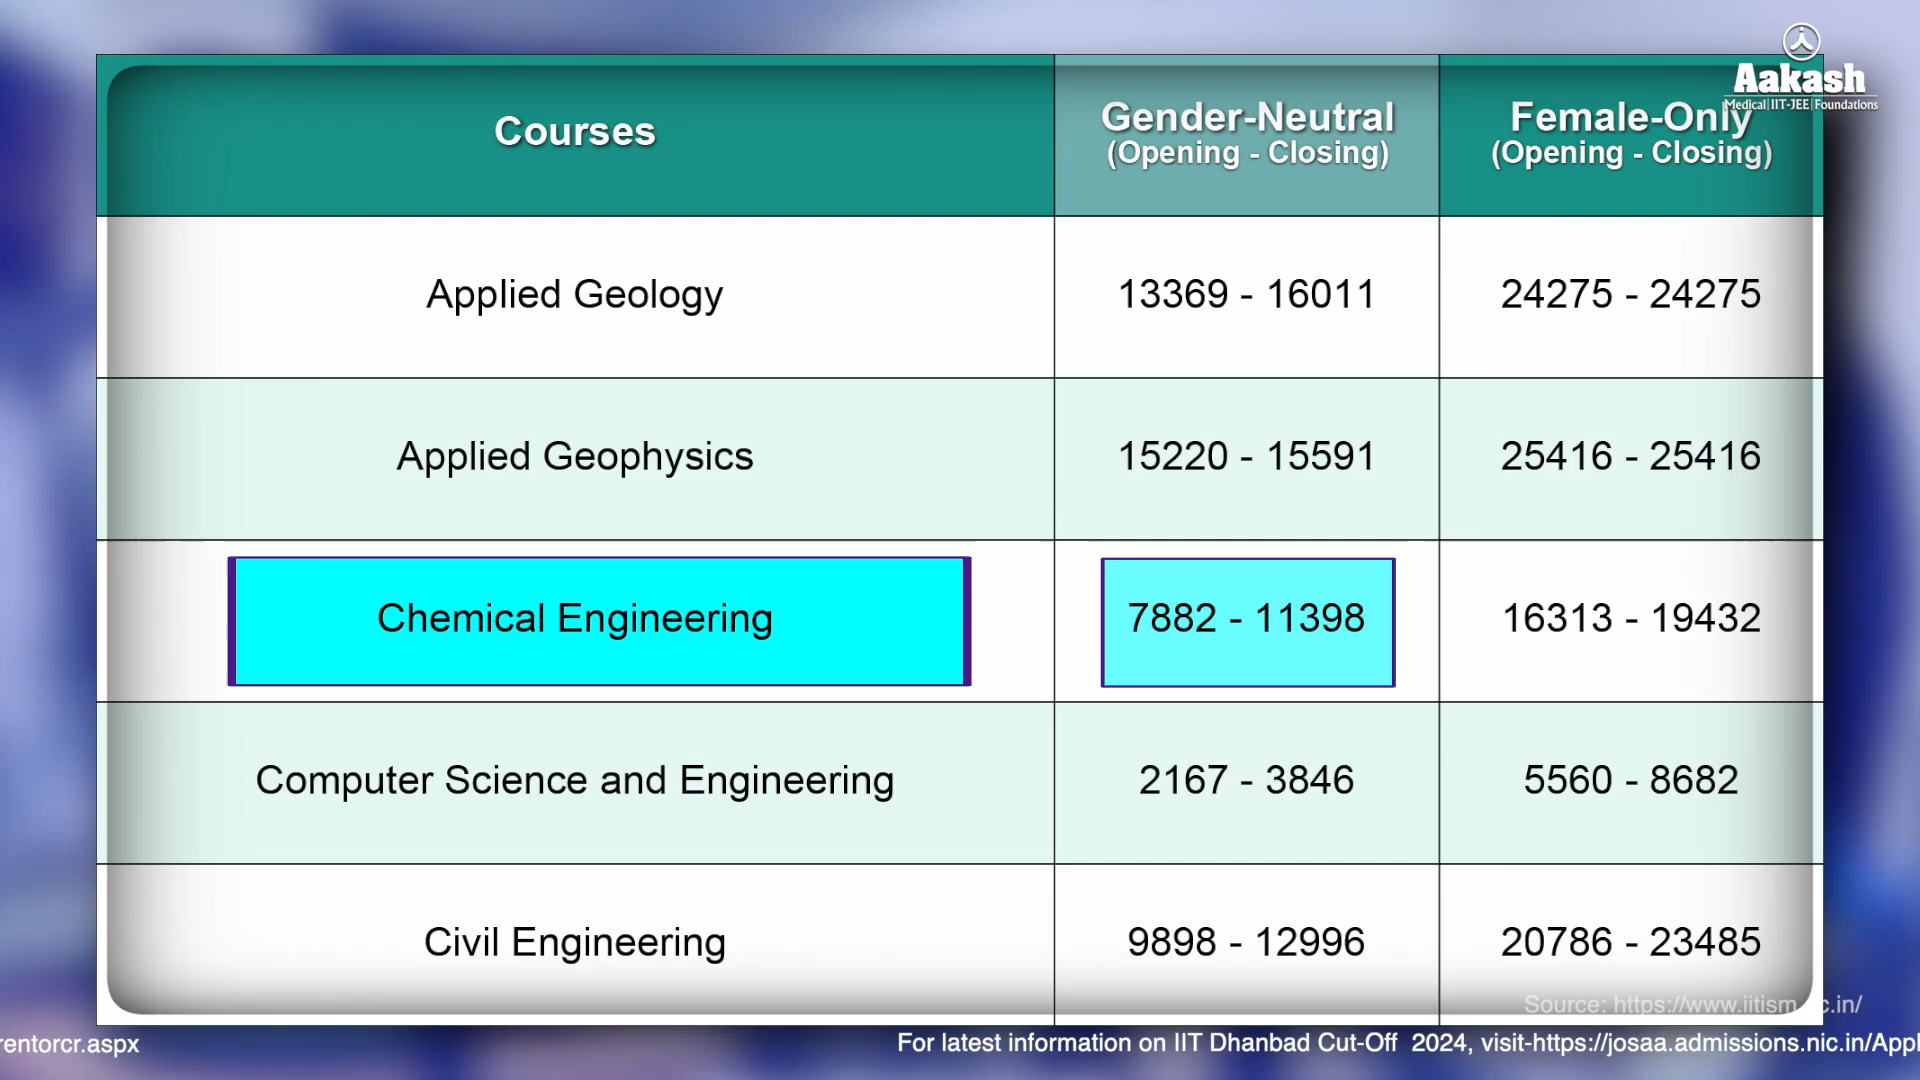 Aakash
Medical|IIT-JEE|Foundations
Courses
Gender-Neutral
(Opening - Closing)
Female-Only
(Opening - Closing)
Applied Geology
13369 - 16011
24275 - 24275
Applied Geophysics
15220 - 15591
25416 - 25416
Chemical Engineering
7882 - 11398
16313 - 19432
Computer Science and Engineering
2167 - 3846
5560 - 8682
Civil Engineering
9898 - 12996
20786 - 23485
Source: https://www.iitism.ac.in/
rentorcr.aspx
For latest information on IIT Dhanbad Cut-Off 2024, visit-https://josaa.admissions.nic.in/Appl